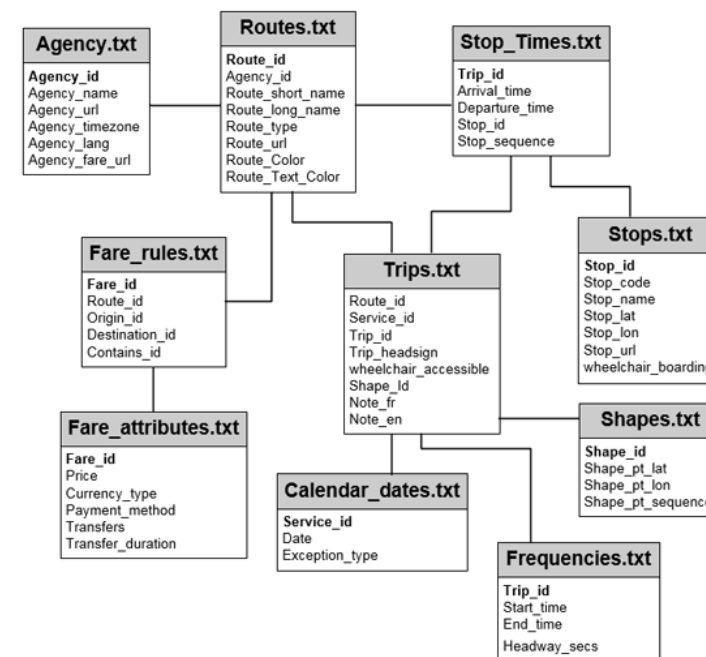 Agency.txt
Agency_id
Agency_name
Agency_url
Agency_timezone
Agency_lang
Agency_fare_url
Routes.txt
Route_id
Agency_id
Route_short_name
Route_long_name
Route_type
Route_url
Route_Color
Route_Text_Color
Stop_Times.txt
Trip_id
Arrival_time
Departure_time
Stop_id
Stop_sequence
Fare_rules.txt
Fare_id
Route_id
Origin_id
Destination_id
Contains_id
Trips.txt
Route_id
Service_id
Trip_id
Trip_headsign
wheelchair_accessible
Shape_Id
Note_fr
Note_en
Stops.txt
Stop_id
Stop_code
Stop_name
Stop_lat
Stop_lon
Stop_url
wheelchair_boarding
Fare_attributes.txt
Fare_id
Price
Currency_type
Payment_method
Transfers
Transfer_duration
Calendar_dates.txt
Service_id
Date
Exception_type
Shapes.txt
Shape_id
Shape_pt_lat
Shape_pt_lon
Shape_pt_sequence
Frequencies.txt
Trip_id
Start_time
End_time
Headway_secs